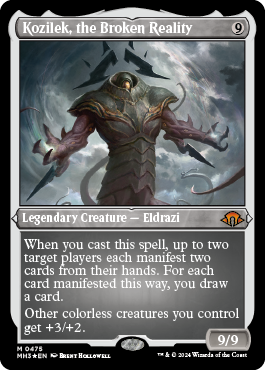 Kozilek, the Broken Reality 9
Legendary Creature — Eldrazi
When you cast this spell, up to two
target players each manifest two
cards from their hands. For each
card manifested this way, you draw
a card.
Other colorless creatures you control
get +3/+2.
9/9
M 0475
MH3 EN Brent Hollowell ™ & © 2024 Wizards of the Coast